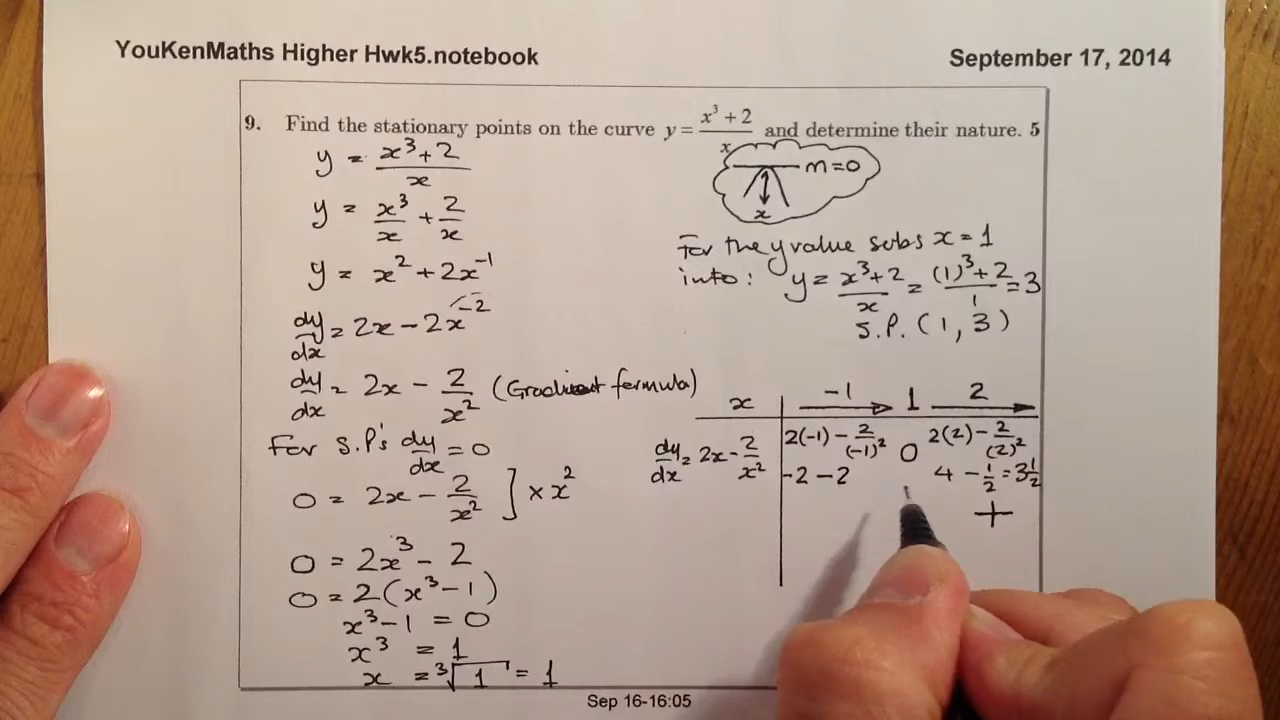 YouKenMaths Higher Hwk5.notebook
September 17, 2014
9. Find the stationary points on the curve y = (x³ + 2)/x and determine their nature. 5
y = (x³ + 2)/x
y = x³/x + 2/x
y = x² + 2x⁻¹
dy/dx = 2x - 2x⁻²
dy/dx = 2x - 2/x² (Gradient formula)
For S.P's dy/dx = 0
0 = 2x - 2/x² ] × x²
0 = 2x³ - 2
0 = 2(x³ - 1)
x³ - 1 = 0
x³ = 1
x = ³√1 = 1
m = 0
x
For the y value subs x = 1
into: y = (x³ + 2)/x = ((1)³ + 2)/1 = 3
S.P. (1, 3)
x -1 → 1 2 →
dy/dx = 2x - 2/x² 2(-1) - 2/(-1)² 0 2(2) - 2/(2)²
-2 - 2 4 - 1/2 = 3 1/2
+
Sep 16-16:05